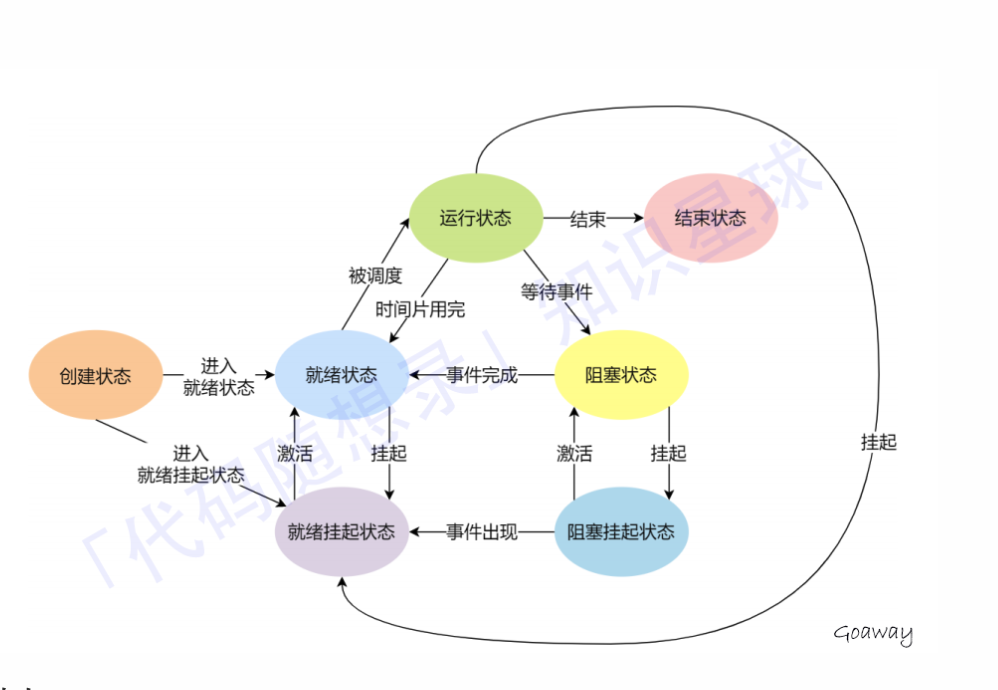 运行状态
结束
结束状态
被调度
时间片用完
等待事件
创建状态
进入
就绪状态
就绪状态
事件完成
阻塞状态
进入
就绪挂起状态
激活
挂起
激活
挂起
挂起
就绪挂起状态
事件出现
阻塞挂起状态
「代码随想录」知识星球
Goaway